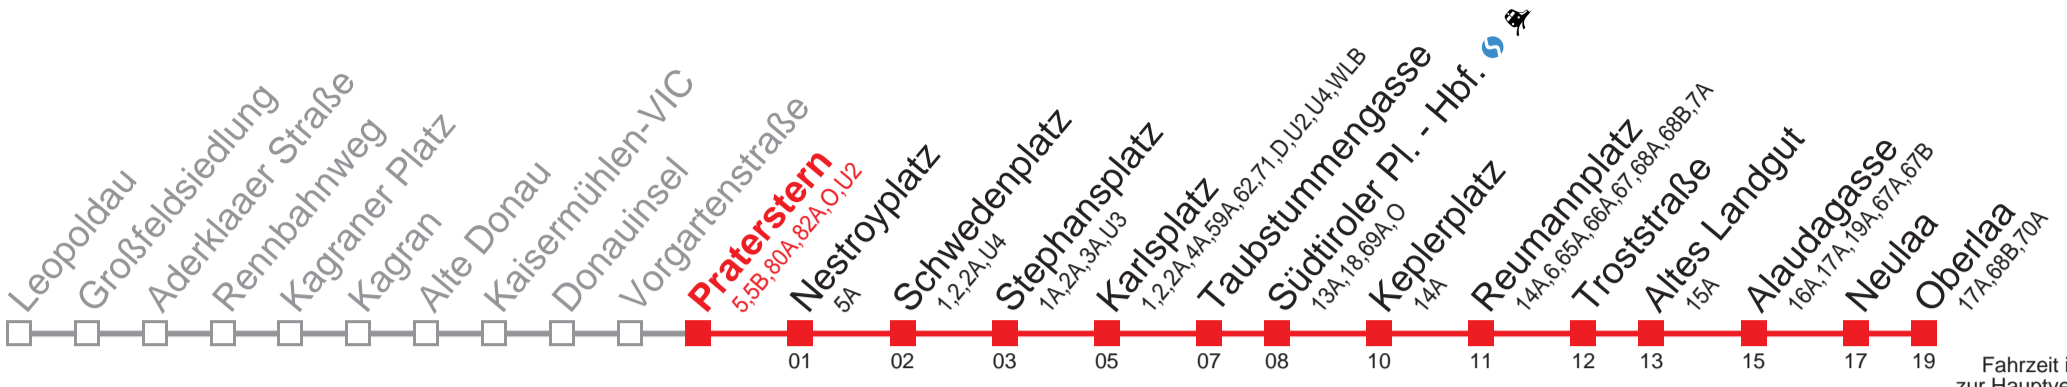 Leopoldau
Großfeldsiedlung
Aderklaaer Straße
Rennbahnweg
Kagraner Platz
Kagran
Alte Donau
Kaisermühlen-VIC
Donauinsel
Vorgartenstraße
Praterstern
5,5B,80A,82A,O,U2
Nestroyplatz
5A
Schwedenplatz
1,2,2A,U4
Stephansplatz
1A,2A,3A,U3
Karlsplatz
1,2,2A,4A,59A,62,71,D,U2,U4,WLB
Taubstummengasse
Südtiroler Pl. - Hbf.
13A,18,69A,O
Keplerplatz
14A
Reumannplatz
14A,6,65A,66A,67,68A,68B,7A
Troststraße
Altes Landgut
15A
Alaudagasse
16A,17A,19A,67A,67B
Neulaa
Oberlaa
17A,68B,70A
01 02 03 05 07 08 10 11 12 13 15 17 19
Fahrzeit
zur